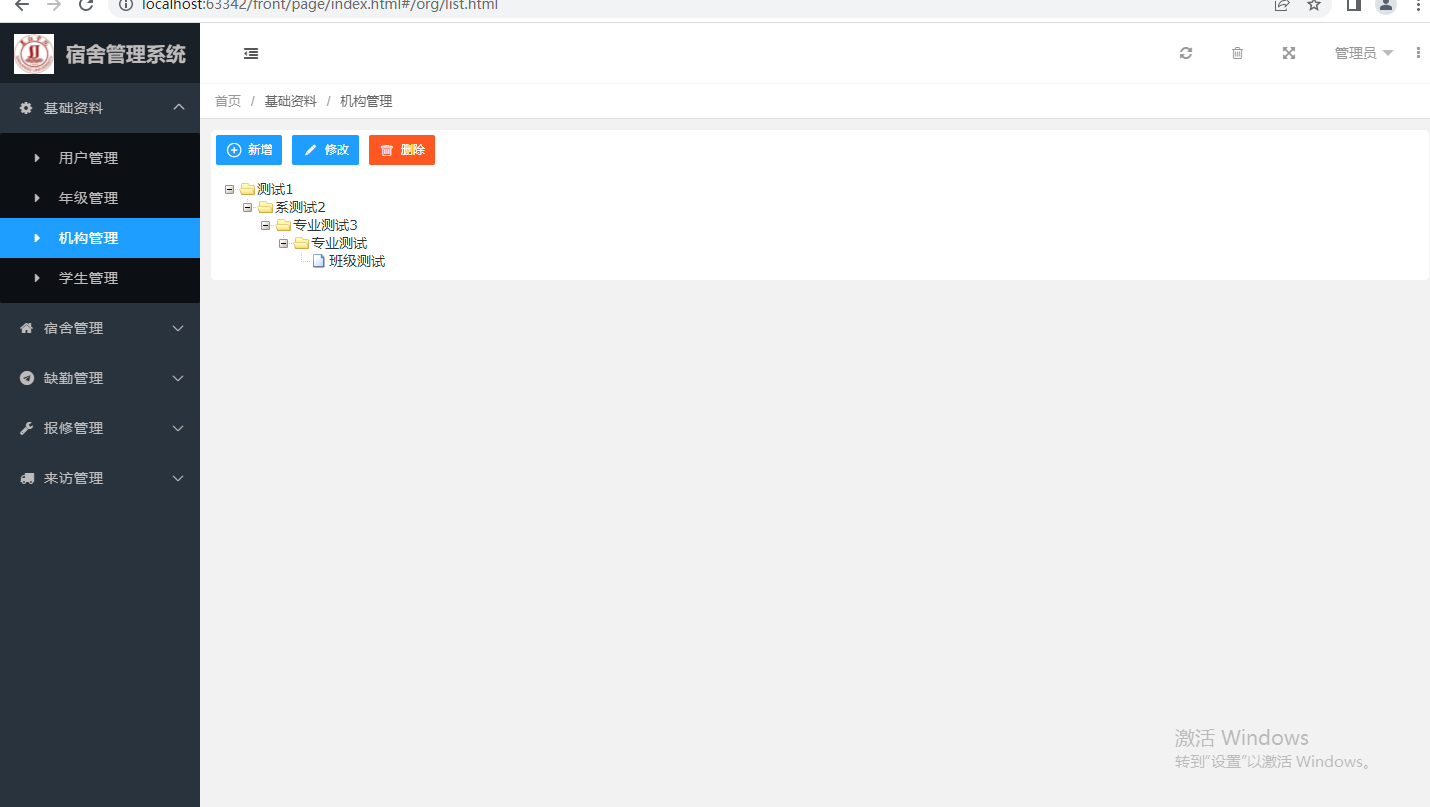 localhost:63342/front/page/index.html#/org/list.html
宿舍管理系统
管理员
基础资料
用户管理
年级管理
机构管理
学生管理
宿舍管理
缺勤管理
报修管理
来访管理
首页 / 基础资料 / 机构管理
新增 修改 删除
测试1
系测试2
专业测试3
专业测试
班级测试
激活 Windows
转到"设置"以激活 Windows。